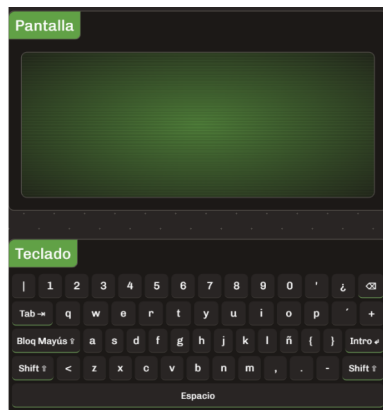 Pantalla
Teclado
| 1 2 3 4 5 6 7 8 9 0 ' ¿ ⌫
Tab ⇥ q w e r t y u i o p ´ +
Bloq Mayús ⇪ a s d f g h j k l ñ { } Intro ↲
Shift ⇧ < z x c v b n m , . - Shift ⇧
Espacio